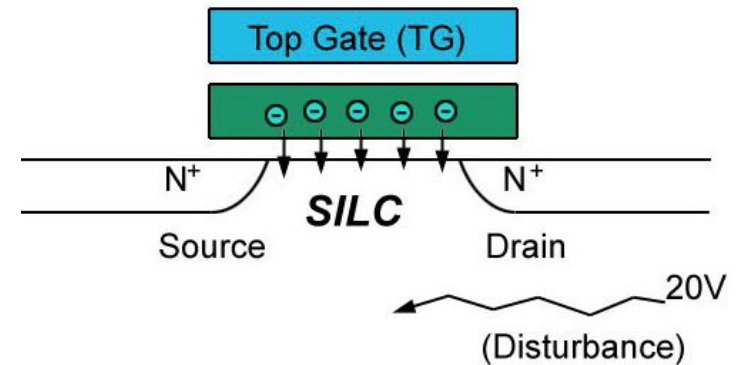 Top Gate (TG)
- - - - -
N+ N+
SILC
Source Drain
20V
(Disturbance)